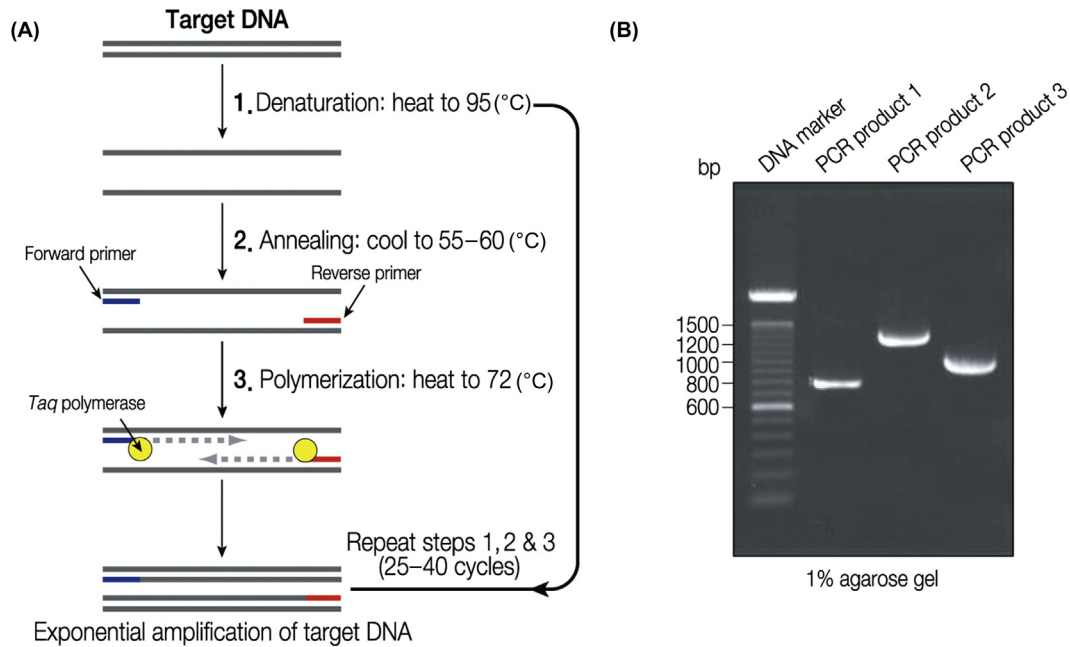 (A)
Target DNA
1. Denaturation: heat to 95 (°C)
2. Annealing: cool to 55–60 (°C)
Forward primer
Reverse primer
3. Polymerization: heat to 72 (°C)
Taq polymerase
Repeat steps 1, 2 & 3
(25–40 cycles)
Exponential amplification of target DNA
(B)
bp
DNA marker
PCR product 1
PCR product 2
PCR product 3
1500
1200
1000
800
600
1% agarose gel